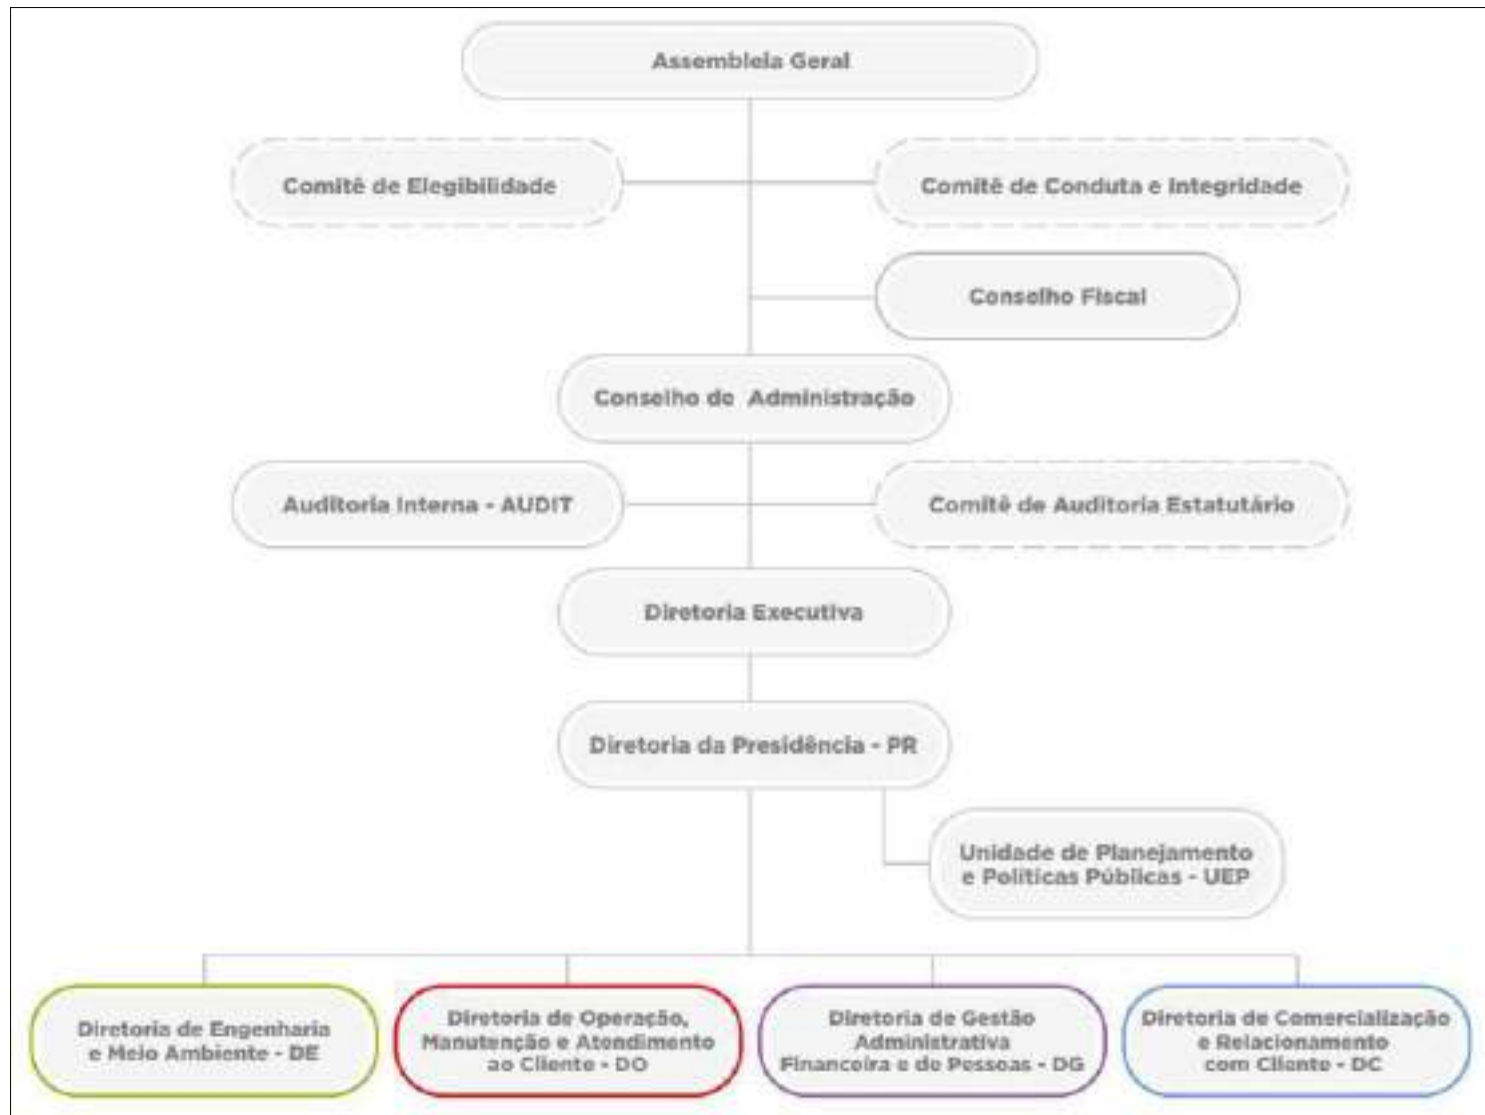 Assembleia Geral
Comitê de Elegibilidade
Comitê de Conduta e Integridade
Conselho Fiscal
Conselho de Administração
Auditoria Interna - AUDIT
Comitê de Auditoria Estatutário
Diretoria Executiva
Diretoria da Presidência - PR
Unidade de Planejamento
e Políticas Públicas - UEP
Diretoria de Engenharia
e Meio Ambiente - DE
Diretoria de Operação,
Manutenção e Atendimento
ao Cliente - DO
Diretoria de Gestão
Administrativa
Financeira e de Pessoas - DG
Diretoria de Comercialização
e Relacionamento
com Cliente - DC